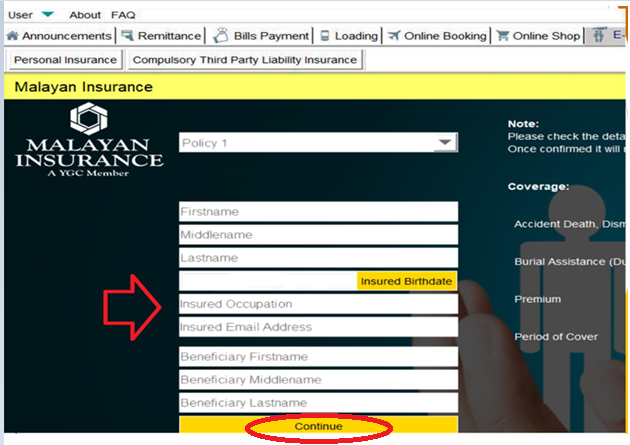 User About FAQ
Announcements Remittance Bills Payment Loading Online Booking Online Shop E-
Personal Insurance Compulsory Third Party Liability Insurance
Malayan Insurance
MALAYAN
INSURANCE
A YGC Member
Policy 1
Firstname
Middlename
Lastname
Insured Birthdate
Insured Occupation
Insured Email Address
Beneficiary Firstname
Beneficiary Middlename
Beneficiary Lastname
Continue
Note:
Please check the deta
Once confirmed it will
Coverage:
Accident Death, Dism
Burial Assistance (Du
Premium
Period of Cover